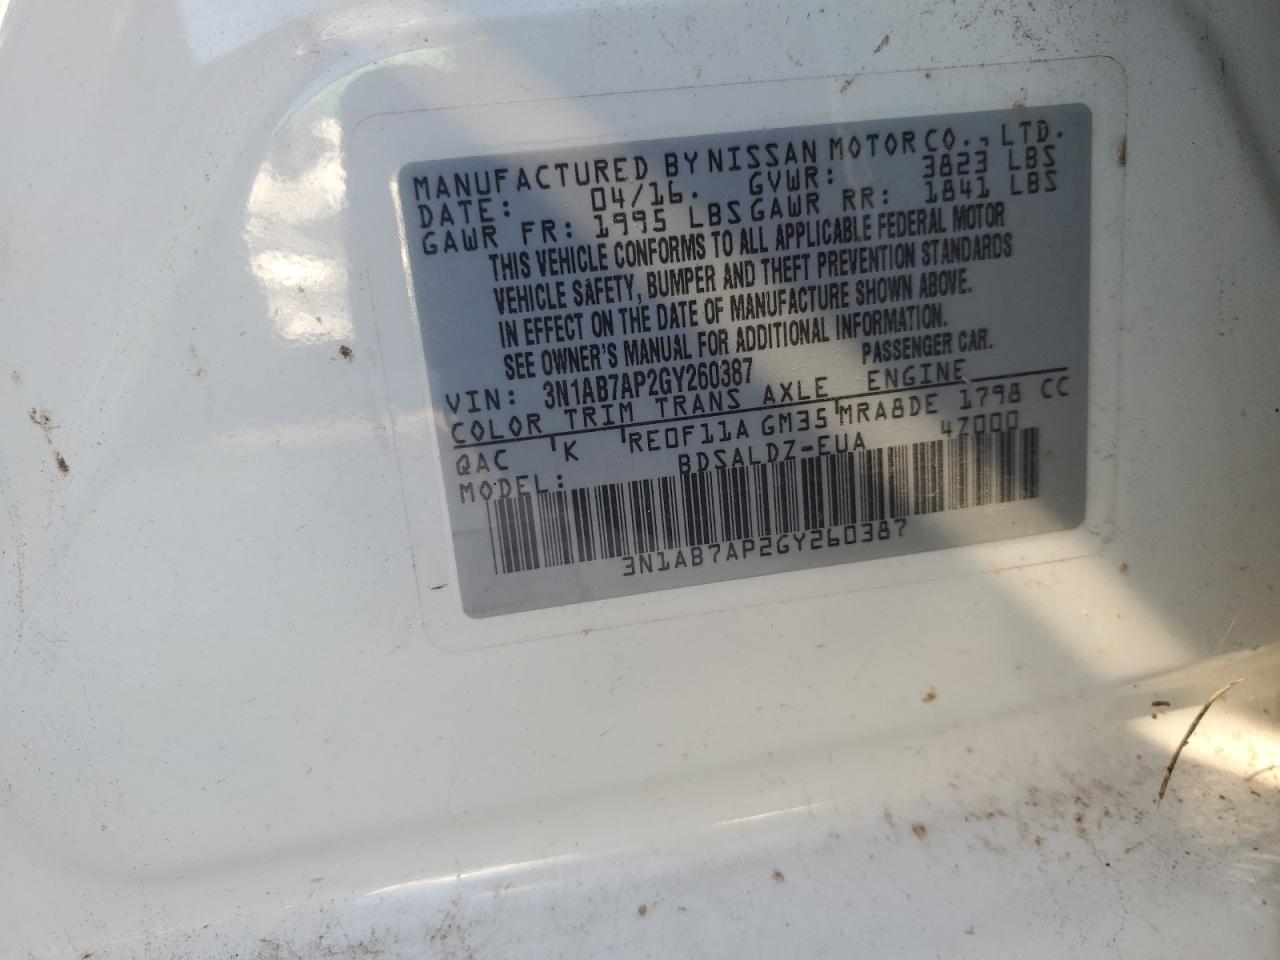 MANUFACTURED BY NISSAN MOTOR CO., LTD.
DATE: 04/16. GVWR: 3823 LBS
GAWR FR: 1995 LBS GAWR RR: 1841 LBS
THIS VEHICLE CONFORMS TO ALL APPLICABLE FEDERAL MOTOR
VEHICLE SAFETY, BUMPER AND THEFT PREVENTION STANDARDS
IN EFFECT ON THE DATE OF MANUFACTURE SHOWN ABOVE.
SEE OWNER'S MANUAL FOR ADDITIONAL INFORMATION.
VIN: 3N1AB7AP2GY260387 PASSENGER CAR.
COLOR TRIM TRANS AXLE ENGINE
QAC K RE0F11A GM35 MRA8DE 1798 CC
MODEL: BDSALDZ-EUA 47000
3N1AB7AP2GY260387